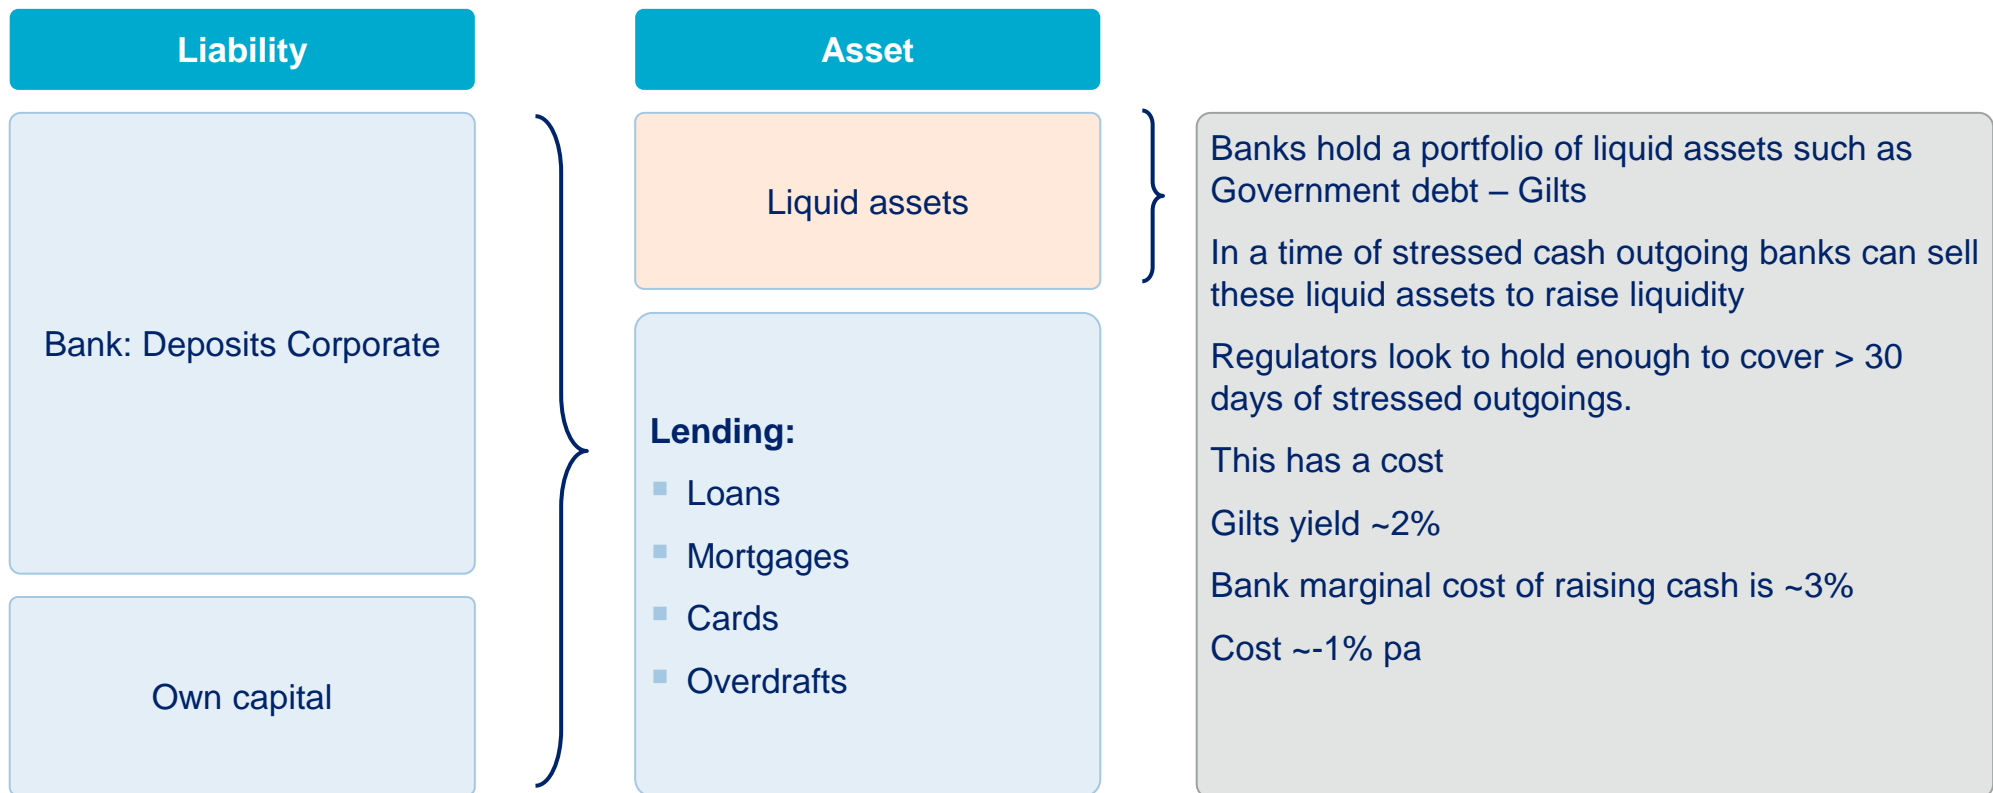 Liability
Asset
Bank: Deposits Corporate
Own capital
Liquid assets
Lending:
Loans
Mortgages
Cards
Overdrafts
Banks hold a portfolio of liquid assets such as
Government debt – Gilts
In a time of stressed cash outgoing banks can sell
these liquid assets to raise liquidity
Regulators look to hold enough to cover > 30
days of stressed outgoings.
This has a cost
Gilts yield ~2%
Bank marginal cost of raising cash is ~3%
Cost ~-1% pa